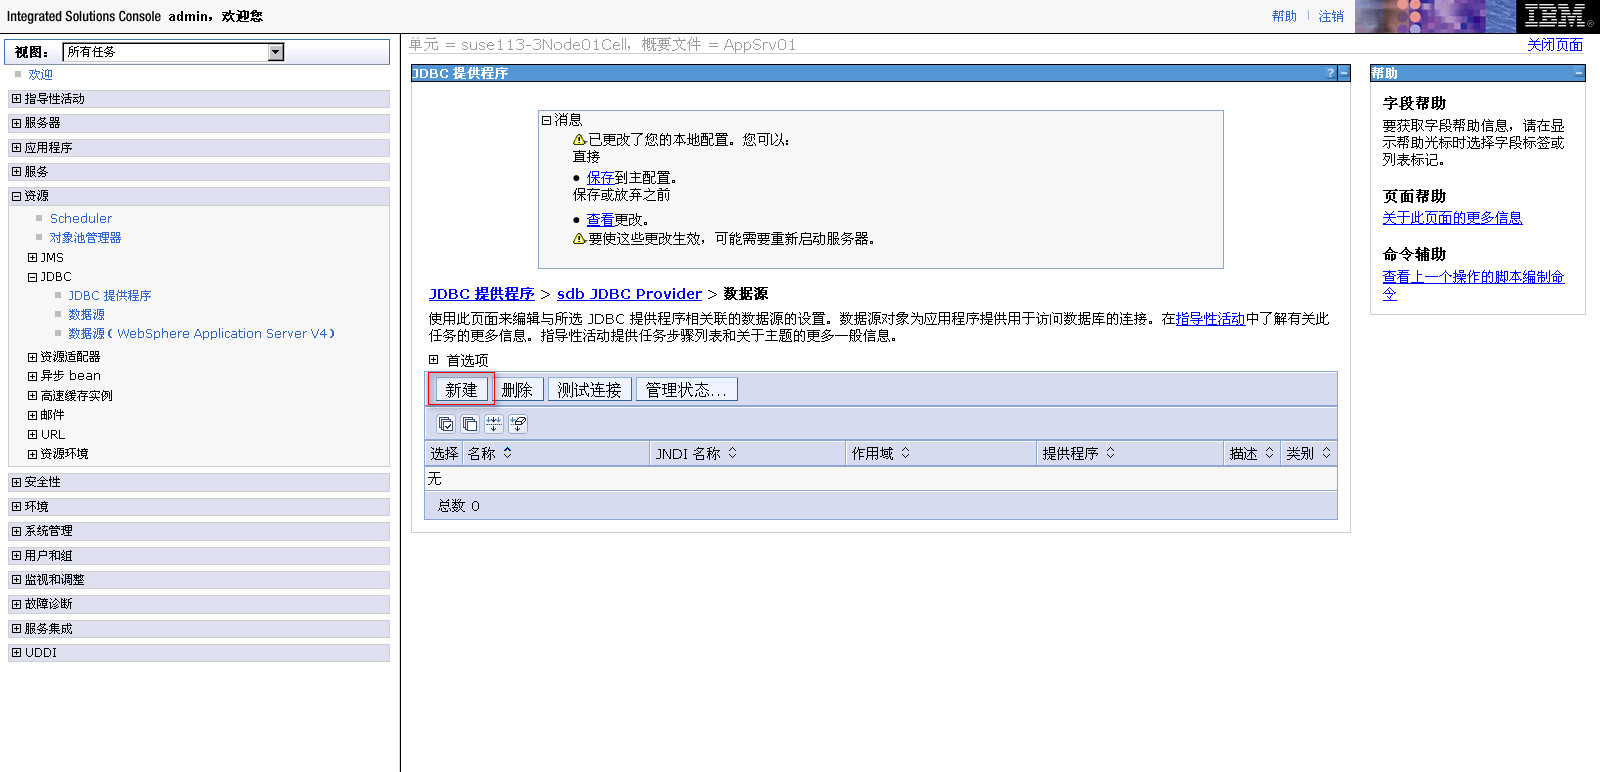 Integrated Solutions Console admin，欢迎您
帮助 注销
IBM.
视图： 所有任务
欢迎
指导性活动
服务器
应用程序
服务
资源
Scheduler
对象池管理器
JMS
JDBC
JDBC 提供程序
数据源
数据源（WebSphere Application Server V4）
资源适配器
异步 bean
高速缓存实例
邮件
URL
资源环境
安全性
环境
系统管理
用户和组
监视和调整
故障诊断
服务集成
UDDI
单元 = suse113-3Node01Cell，概要文件 = AppSrv01
关闭页面
JDBC 提供程序 ?
消息
已更改了您的本地配置。您可以：
直接
保存到主配置。
保存或放弃之前
查看更改。
要使这些更改生效，可能需要重新启动服务器。
JDBC 提供程序 > sdb JDBC Provider > 数据源
使用此页面来编辑与所选 JDBC 提供程序相关联的数据源的设置。数据源对象为应用程序提供用于访问数据库的连接。在指导性活动中了解有关此
任务的更多信息。指导性活动提供任务步骤列表和关于主题的更多一般信息。
首选项
新建 删除 测试连接 管理状态...
选择 名称 JNDI 名称 作用域 提供程序 描述 类别
无
总数 0
帮助
字段帮助
要获取字段帮助信息，请在显
示帮助光标时选择字段标签或
列表标记。
页面帮助
关于此页面的更多信息
命令辅助
查看上一个操作的脚本编制命
令